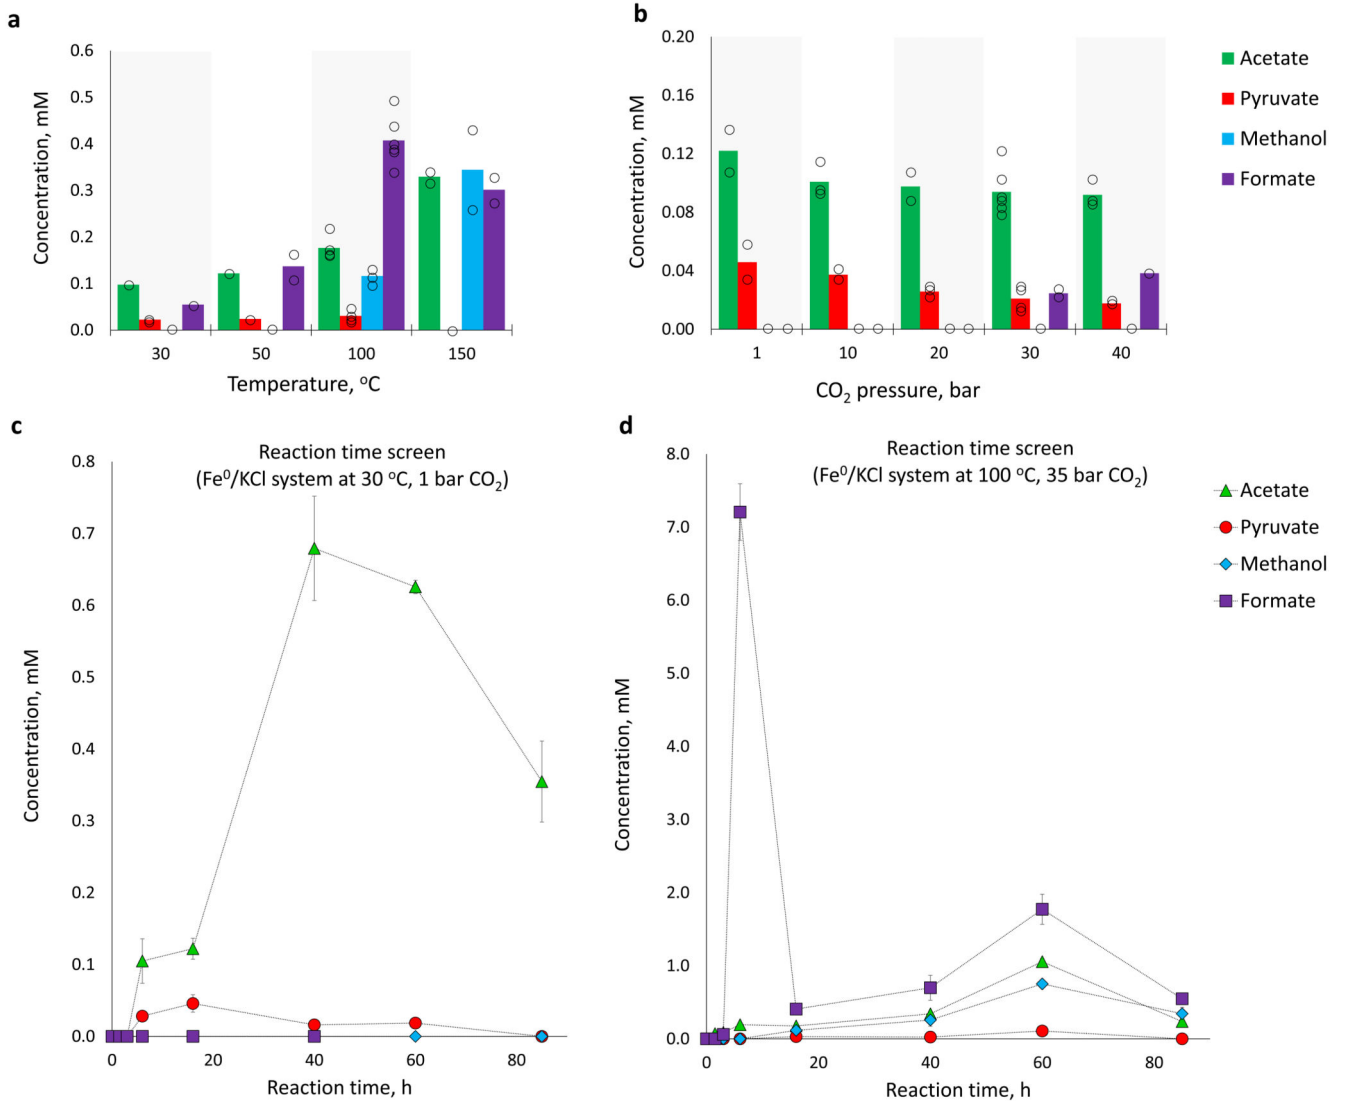 a
0.6
0.5
0.4
0.3
0.2
0.1
0.0
Concentration, mM
30 50 100 150
Temperature, °C
b
0.20
0.16
0.12
0.08
0.04
0.00
Concentration, mM
1 10 20 30 40
CO₂ pressure, bar
Acetate
Pyruvate
Methanol
Formate
c
Reaction time screen
(Fe⁰/KCl system at 30 °C, 1 bar CO₂)
0.8
0.7
0.6
0.5
0.4
0.3
0.2
0.1
0.0
Concentration, mM
0 20 40 60 80
Reaction time, h
d
Reaction time screen
(Fe⁰/KCl system at 100 °C, 35 bar CO₂)
8.0
7.0
6.0
5.0
4.0
3.0
2.0
1.0
0.0
Concentration, mM
0 20 40 60 80
Reaction time, h
Acetate
Pyruvate
Methanol
Formate